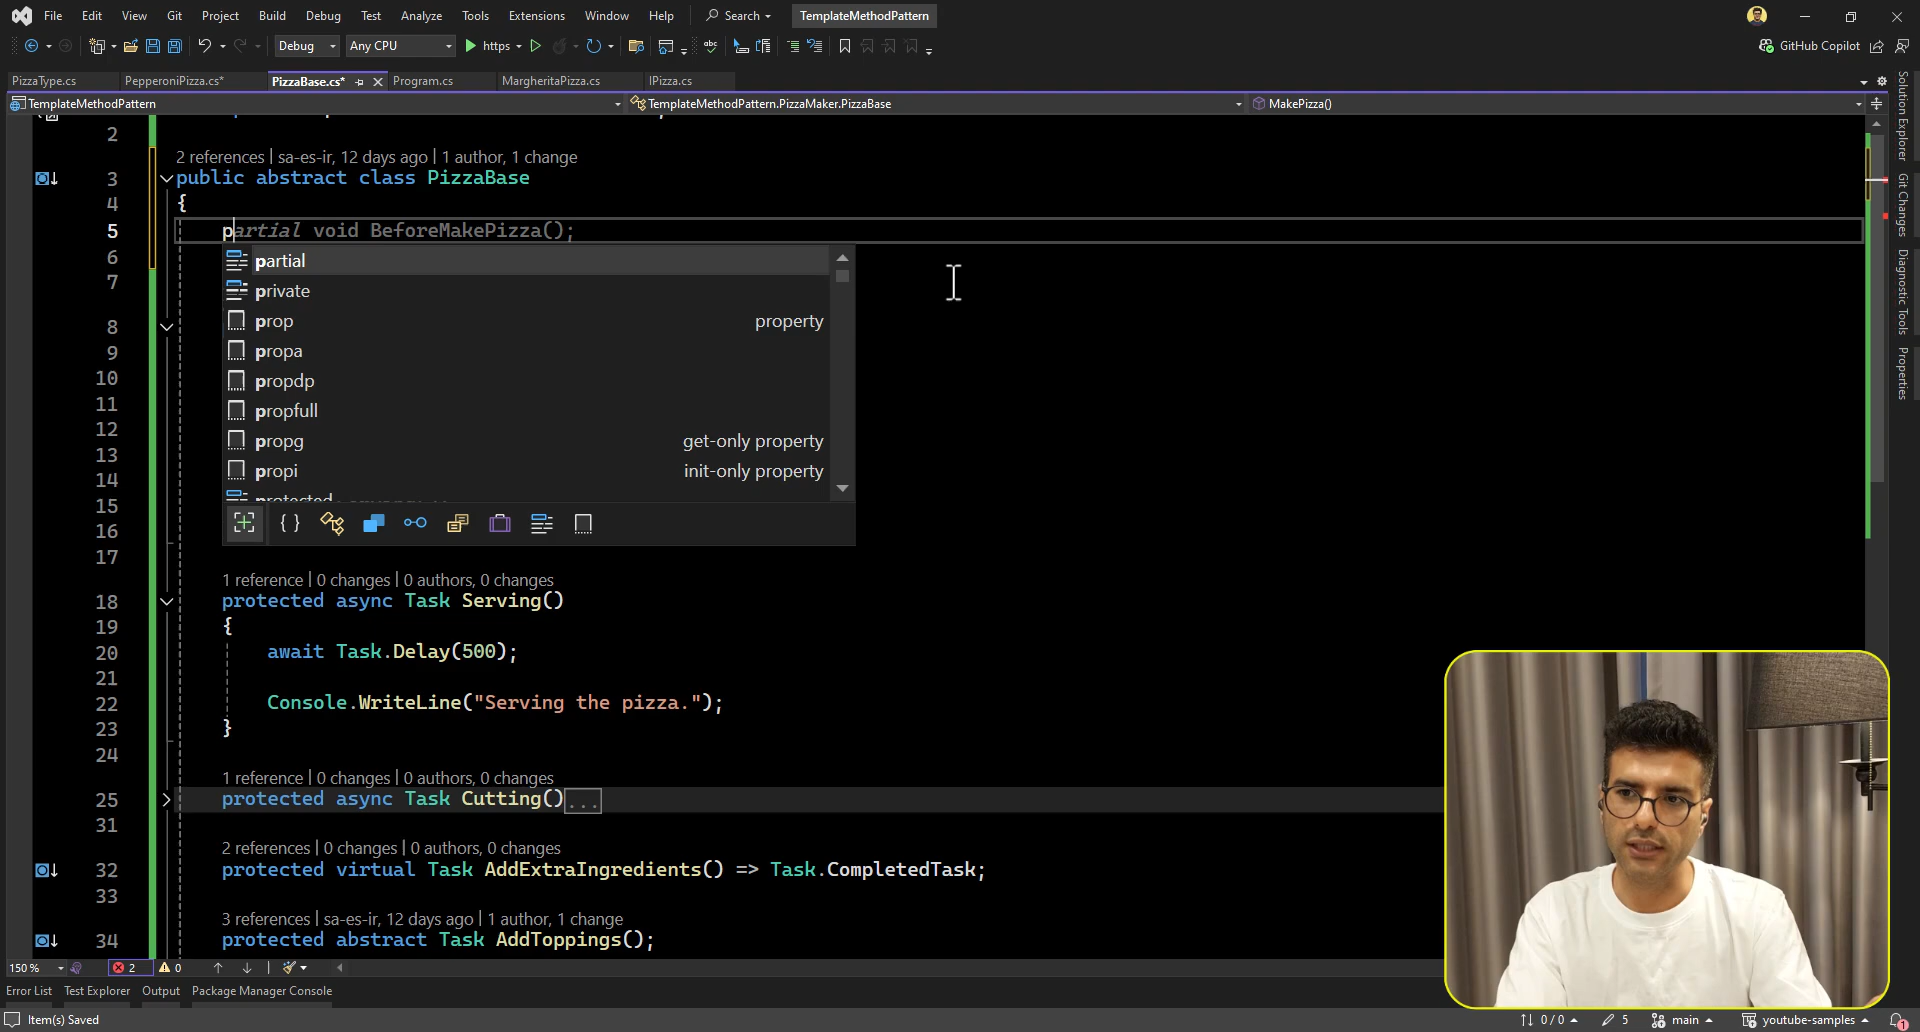 File Edit View Git Project Build Debug Test Analyze Tools Extensions Window Help Search TemplateMethodPattern
Debug Any CPU https GitHub Copilot
PizzaType.cs PepperoniPizza.cs* PizzaBase.cs* Program.cs MargheritaPizza.cs IPizza.cs
TemplateMethodPattern TemplateMethodPattern.PizzaMaker.PizzaBase MakePizza()
2
2 references | sa-es-ir, 12 days ago | 1 author, 1 change
3 public abstract class PizzaBase
4 {
5 partial void BeforeMakePizza();
6 partial
7 private
prop property
8
9 propa
10 propdp
11 propfull
12 propg get-only property
13
14 propi init-only property
15 protected
16
17
1 reference | 0 changes | 0 authors, 0 changes
18 protected async Task Serving()
19 {
20 await Task.Delay(500);
21
22 Console.WriteLine("Serving the pizza.");
23 }
24
1 reference | 0 changes | 0 authors, 0 changes
25 protected async Task Cutting()...
31
2 references | 0 changes | 0 authors, 0 changes
32 protected virtual Task AddExtraIngredients() => Task.CompletedTask;
33
3 references | sa-es-ir, 12 days ago | 1 author, 1 change
34 protected abstract Task AddToppings();
150 % 2 0
Error List Test Explorer Output Package Manager Console
Item(s) Saved 0 / 0 5 main youtube-samples 1
Solution Explorer
Git Changes
Diagnostic Tools
Properties